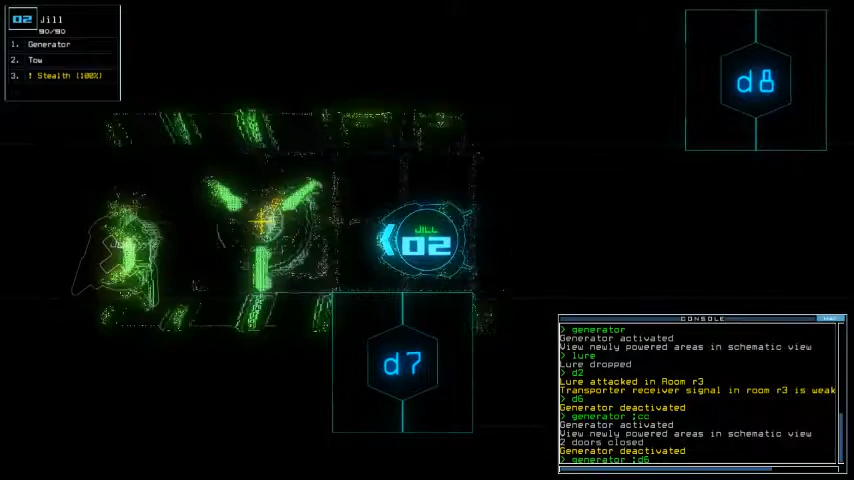 02 Jill
90/90
1. Generator
2. Tow
3. ! Stealth (100%)
d8
JILL
02
d7
CONSOLE
> generator
Generator activated
View newly powered areas in schematic view
> lure
Lure dropped
> d2
Lure attacked in Room r3
Transporter receiver signal in room r3 is weak
> d6
Generator deactivated
> generator ;cc
Generator activated
View newly powered areas in schematic view
2 doors closed
Generator deactivated
> generator ;d6